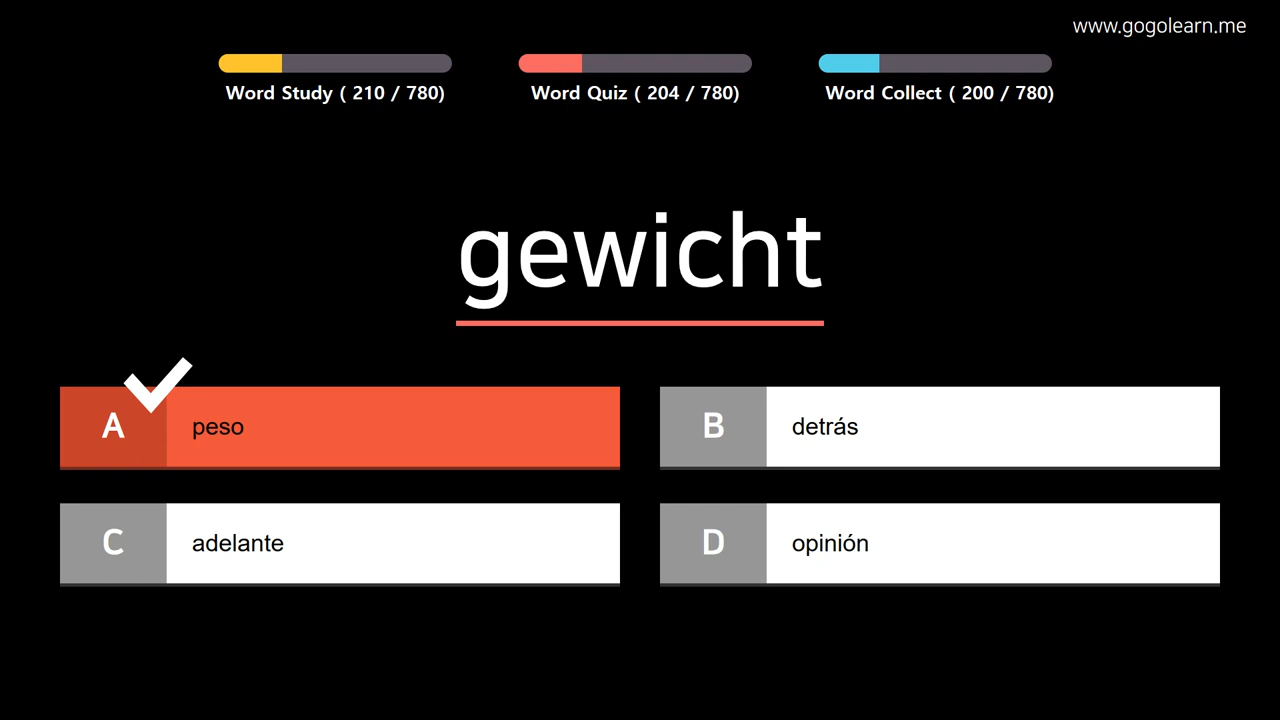 www.gogolearn.me
Word Study ( 210 / 780)
Word Quiz ( 204 / 780)
Word Collect ( 200 / 780)
gewicht
A peso
B detrás
C adelante
D opinión